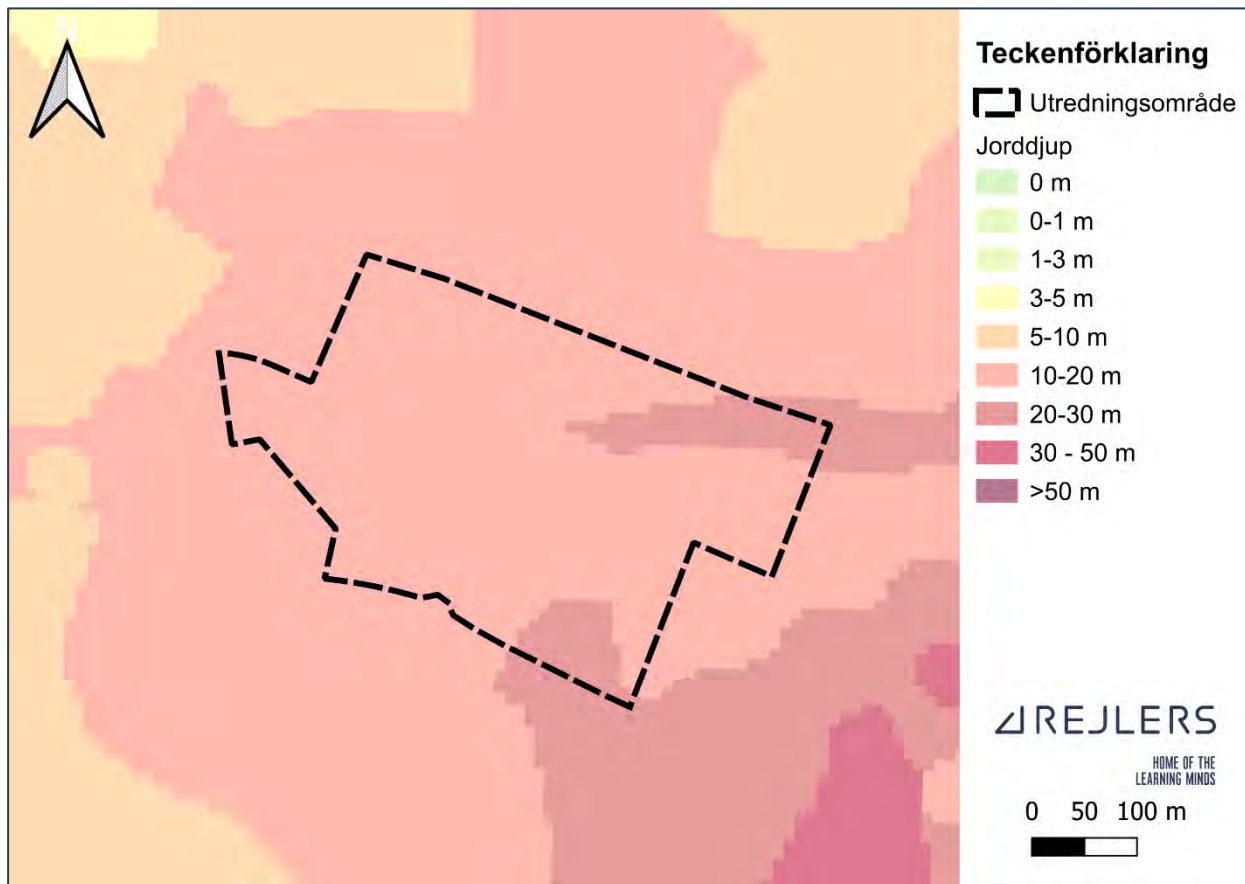 N
Teckenförklaring
Utredningsområde
Jorddjup
0 m
0-1 m
1-3 m
3-5 m
5-10 m
10-20 m
20-30 m
30 - 50 m
>50 m
REJLERS
HOME OF THE
LEARNING MINDS
0 50 100 m